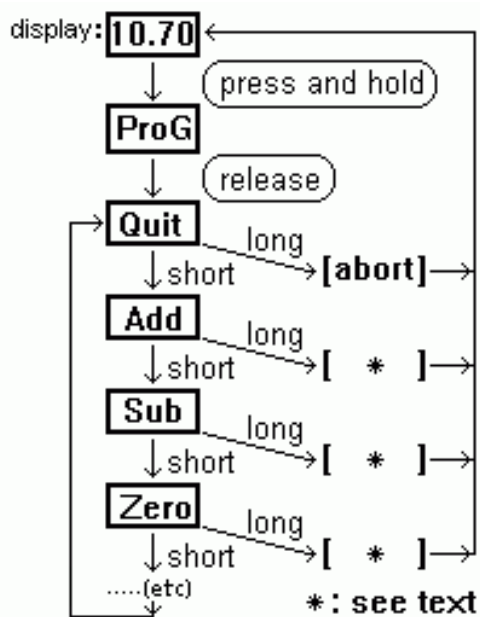 display: 10.70
press and hold
ProG
release
Quit
long
short
[abort]
Add
long
short
[ * ]
Sub
long
short
[ * ]
Zero
long
short
[ * ]
.....(etc)
*: see text